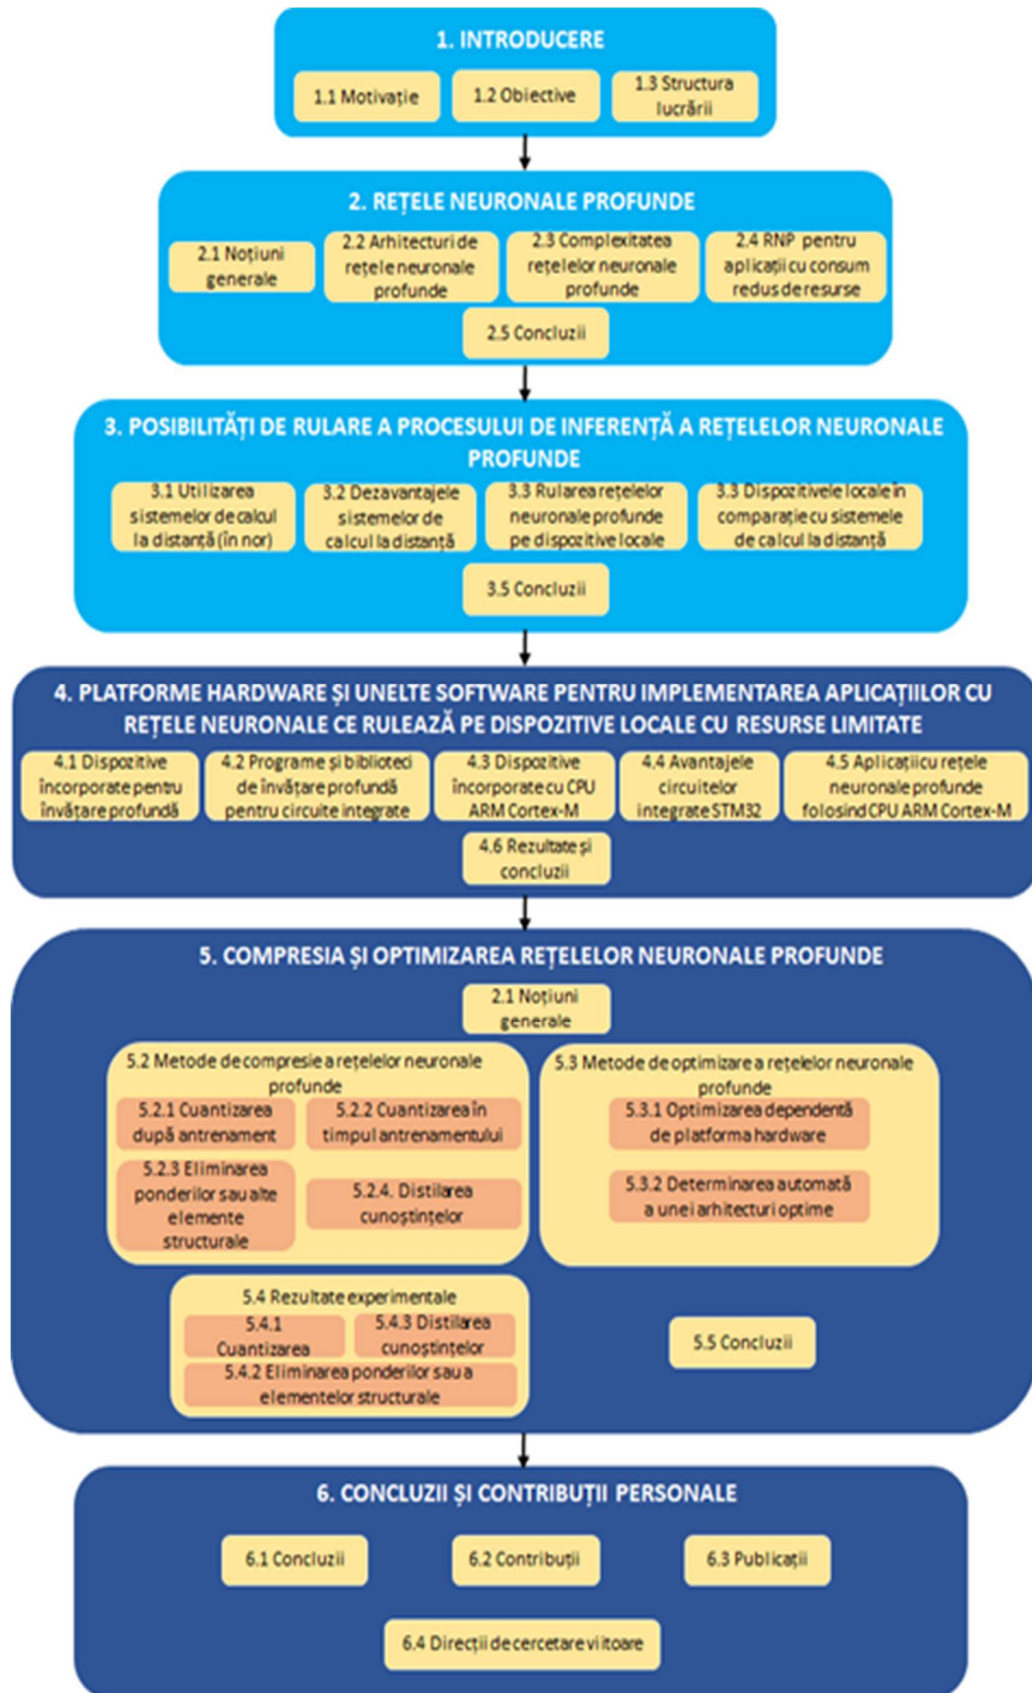 1. INTRODUCERE
1.1 Motivație
1.2 Obiective
1.3 Structura
lucrării
2. REȚELE NEURONALE PROFUNDE
2.1 Noțiuni
generale
2.2 Arhitecturi de
rețele neuronale
profunde
2.3 Complexitatea
rețelelor neuronale
profunde
2.4 RNP pentru
aplicații cu consum
redus de resurse
2.5 Concluzii
3. POSIBILITĂȚI DE RULARE A PROCESULUI DE INFERENȚĂ A REȚELELOR NEURONALE
PROFUNDE
3.1 Utilizarea
sistemelor de calcul
la distanță (în nor)
3.2 Dezavantajele
sistemelor de
calcul la distanță
3.3 Rularea rețelelor
neuronale profunde
pe dispozitive locale
3.3 Dispozitivele locale în
comparație cu sistemele
de calcul la distanță
3.5 Concluzii
4. PLATFORME HARDWARE ȘI UNELTE SOFTWARE PENTRU IMPLEMENTAREA APLICAȚIILOR CU
REȚELE NEURONALE CE RULEAZĂ PE DISPOZITIVE LOCALE CU RESURSE LIMITATE
4.1 Dispozitive
încorporate pentru
învățare profundă
4.2 Programe și biblioteci
de învățare profundă
pentru circuite integrate
4.3 Dispozitive
încorporate cu CPU
ARM Cortex-M
4.4 Avantajele
circuitelor
integrate STM32
4.5 Aplicații cu rețele
neuronale profunde
folosind CPU ARM Cortex-M
4.6 Rezultate și
concluzii
5. COMPRESIA ȘI OPTIMIZAREA REȚELELOR NEURONALE PROFUNDE
2.1 Noțiuni
generale
5.2 Metode de compresie a rețelelor neuronale
profunde
5.2.1 Cuantizarea
după antrenament
5.2.2 Cuantizarea în
timpul antrenamentului
5.2.3 Eliminarea
ponderilor sau alte
elemente
structurale
5.2.4. Distilarea
cunoștințelor
5.3 Metode de optimizare a rețelelor neuronale
profunde
5.3.1 Optimizarea dependentă
de platforma hardware
5.3.2 Determinarea automată
a unei arhitecturi optime
5.4 Rezultate experimentale
5.4.1
Cuantizarea
5.4.3 Distilarea
cunoștințelor
5.4.2 Eliminarea ponderilor sau a
elementelor structurale
5.5 Concluzii
6. CONCLUZII ȘI CONTRIBUȚII PERSONALE
6.1 Concluzii
6.2 Contribuții
6.3 Publicații
6.4 Direcții de cercetare viitoare